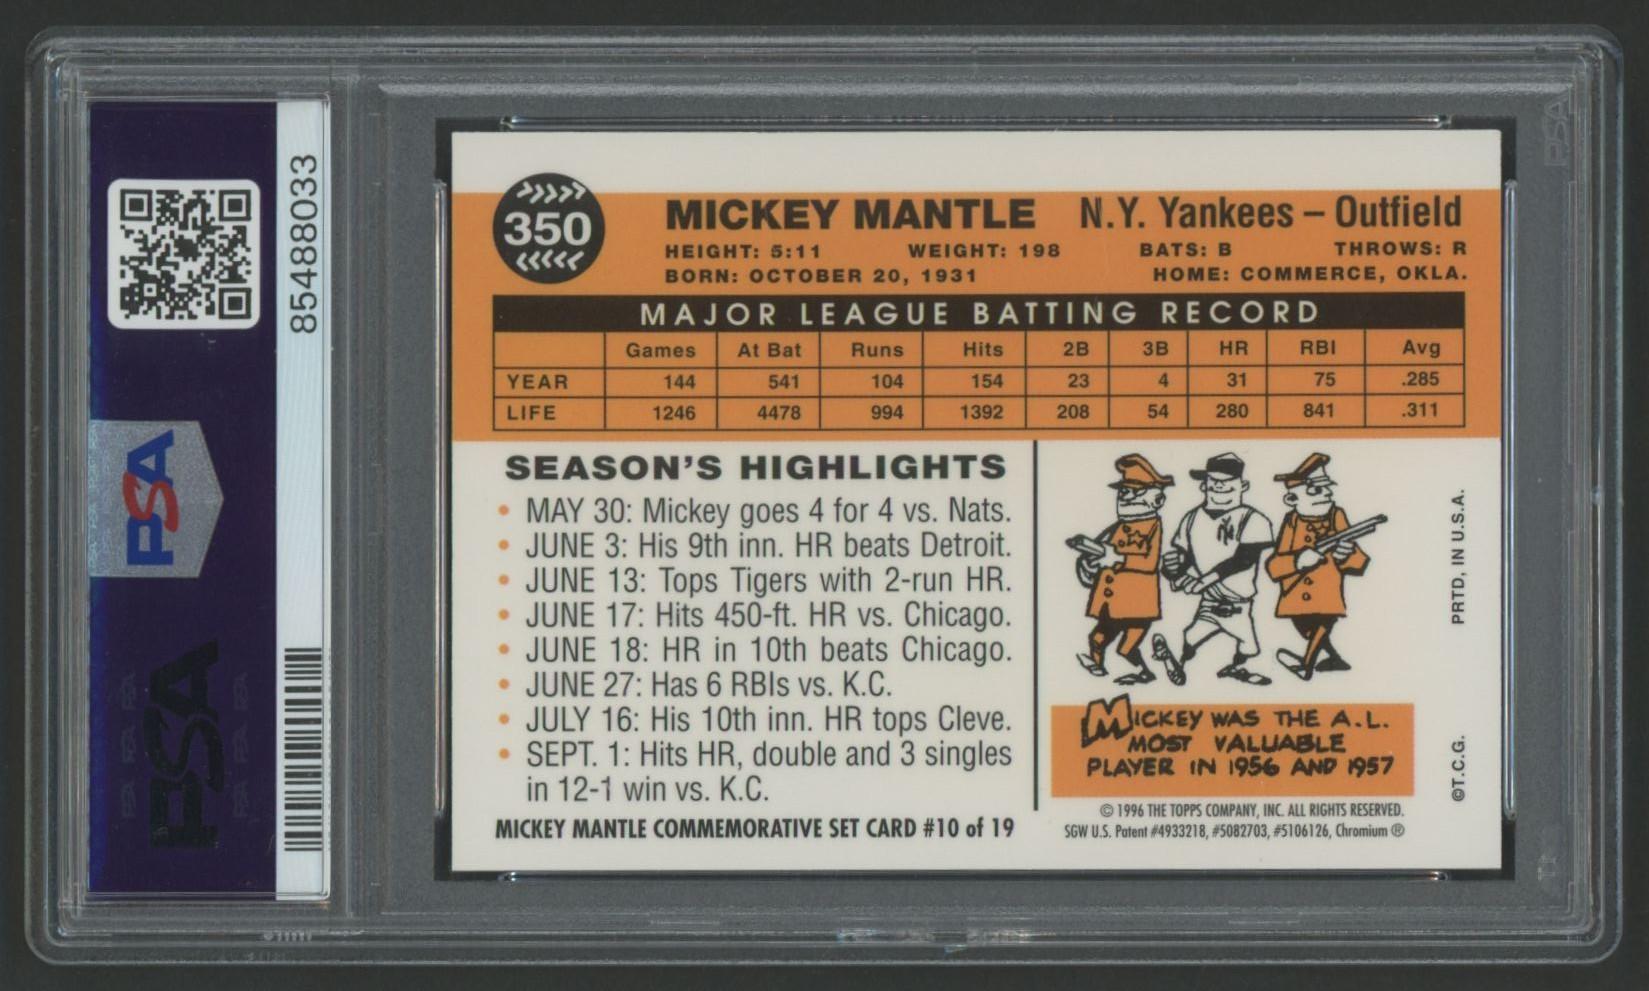 85488033
PSA
PSA
350
MICKEY MANTLE N.Y. Yankees – Outfield
HEIGHT: 5:11 WEIGHT: 198 BATS: B THROWS: R
BORN: OCTOBER 20, 1931 HOME: COMMERCE, OKLA.
MAJOR LEAGUE BATTING RECORD
Games At Bat Runs Hits 2B 3B HR RBI Avg
YEAR 144 541 104 154 23 4 31 75 .285
LIFE 1246 4478 994 1392 208 54 280 841 .311
SEASON'S HIGHLIGHTS
• MAY 30: Mickey goes 4 for 4 vs. Nats.
• JUNE 3: His 9th inn. HR beats Detroit.
• JUNE 13: Tops Tigers with 2-run HR.
• JUNE 17: Hits 450-ft. HR vs. Chicago.
• JUNE 18: HR in 10th beats Chicago.
• JUNE 27: Has 6 RBIs vs. K.C.
• JULY 16: His 10th inn. HR tops Cleve.
• SEPT. 1: Hits HR, double and 3 singles
in 12-1 win vs. K.C.
MICKEY MANTLE COMMEMORATIVE SET CARD #10 of 19
NY
MICKEY WAS THE A.L.
MOST VALUABLE
PLAYER IN 1956 AND 1957
© 1996 THE TOPPS COMPANY, INC. ALL RIGHTS RESERVED.
SGW U.S. Patent #4933218, #5082703, #5106126, Chromium ®
PRTD. IN U.S.A.
©T.C.G.
PSA